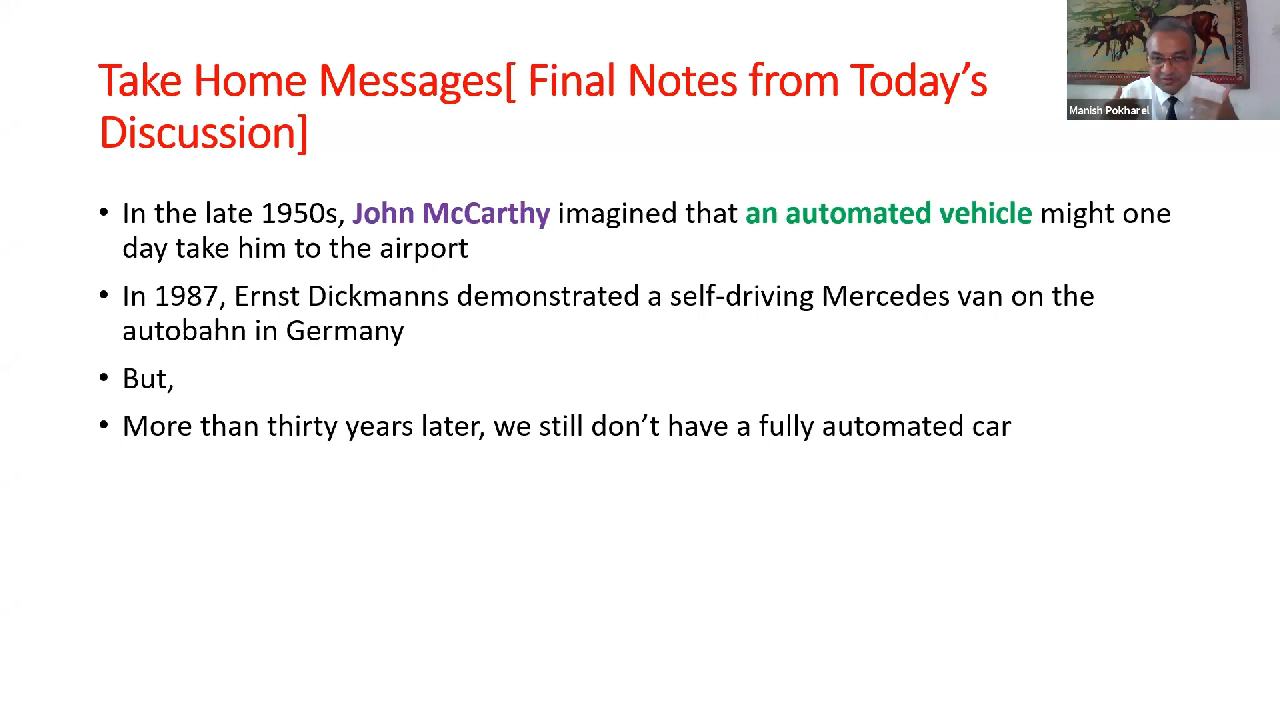 Take Home Messages[ Final Notes from Today's
Discussion]
Manish Pokharel
• In the late 1950s, John McCarthy imagined that an automated vehicle might one
day take him to the airport
• In 1987, Ernst Dickmanns demonstrated a self-driving Mercedes van on the
autobahn in Germany
• But,
• More than thirty years later, we still don't have a fully automated car